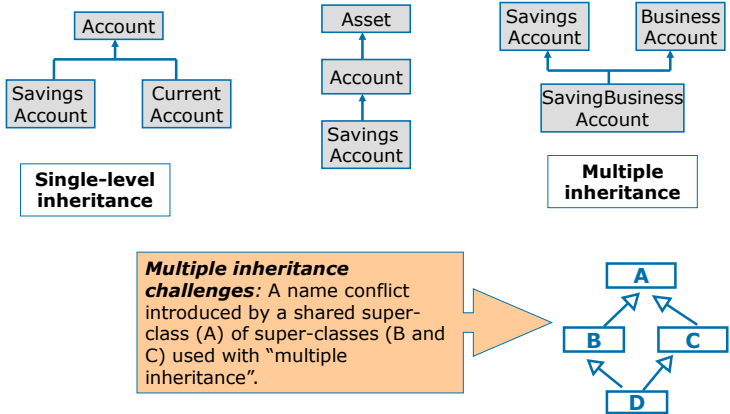 Account
Savings
Account
Current
Account
Single-level
inheritance
Asset
Account
Savings
Account
Savings
Account
Business
Account
SavingBusiness
Account
Multiple
inheritance
Multiple inheritance
challenges: A name conflict
introduced by a shared super-
class (A) of super-classes (B and
C) used with “multiple
inheritance”.
A
B
C
D